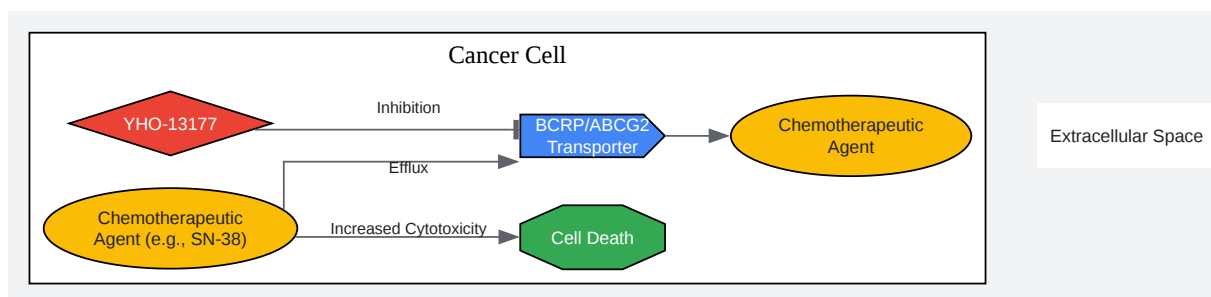 Cancer Cell
YHO-13177
Inhibition
BCRP/ABCG2
Transporter
Chemotherapeutic
Agent
Extracellular Space
Efflux
Chemotherapeutic
Agent (e.g., SN-38)
Increased Cytotoxicity
Cell Death